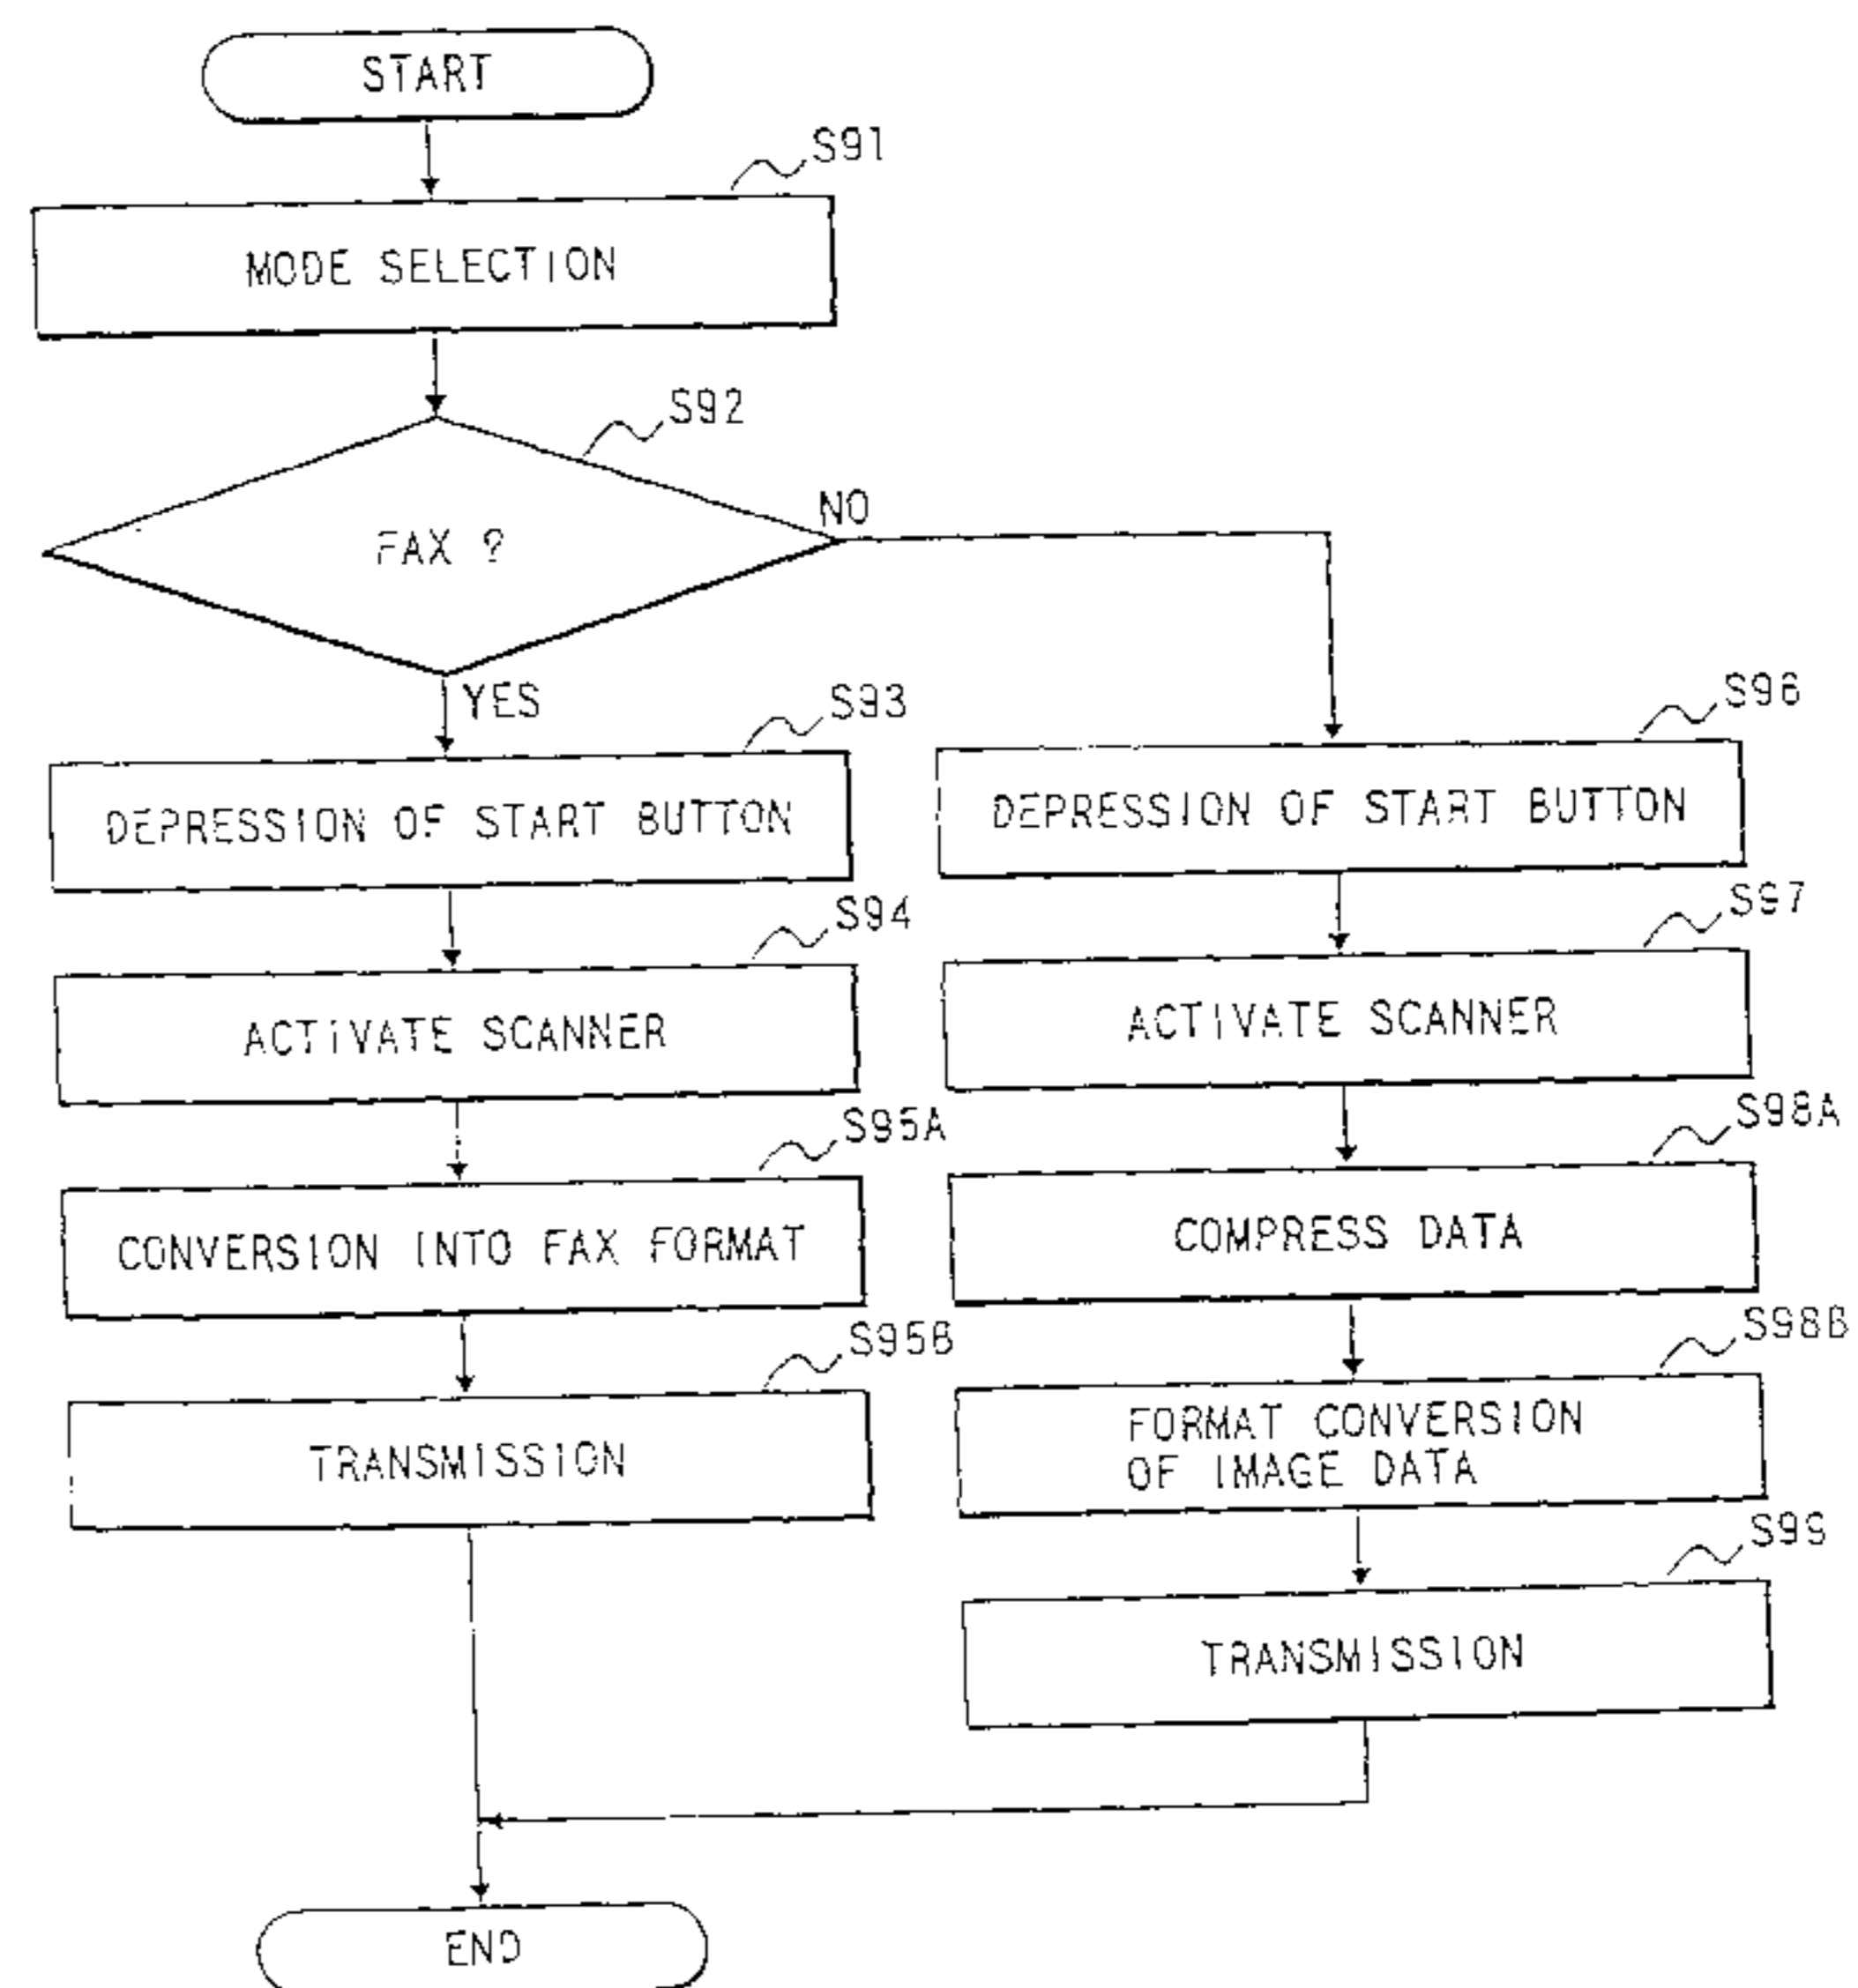 START
S91
MODE SELECTION
S92
FAX ?
NO
YES
S93
DEPRESSION OF START BUTTON
S94
ACTIVATE SCANNER
S95A
CONVERSION INTO FAX FORMAT
S95B
TRANSMISSION
S96
DEPRESSION OF START BUTTON
S97
ACTIVATE SCANNER
S98A
COMPRESS DATA
S98B
FORMAT CONVERSION
OF IMAGE DATA
S99
TRANSMISSION
END